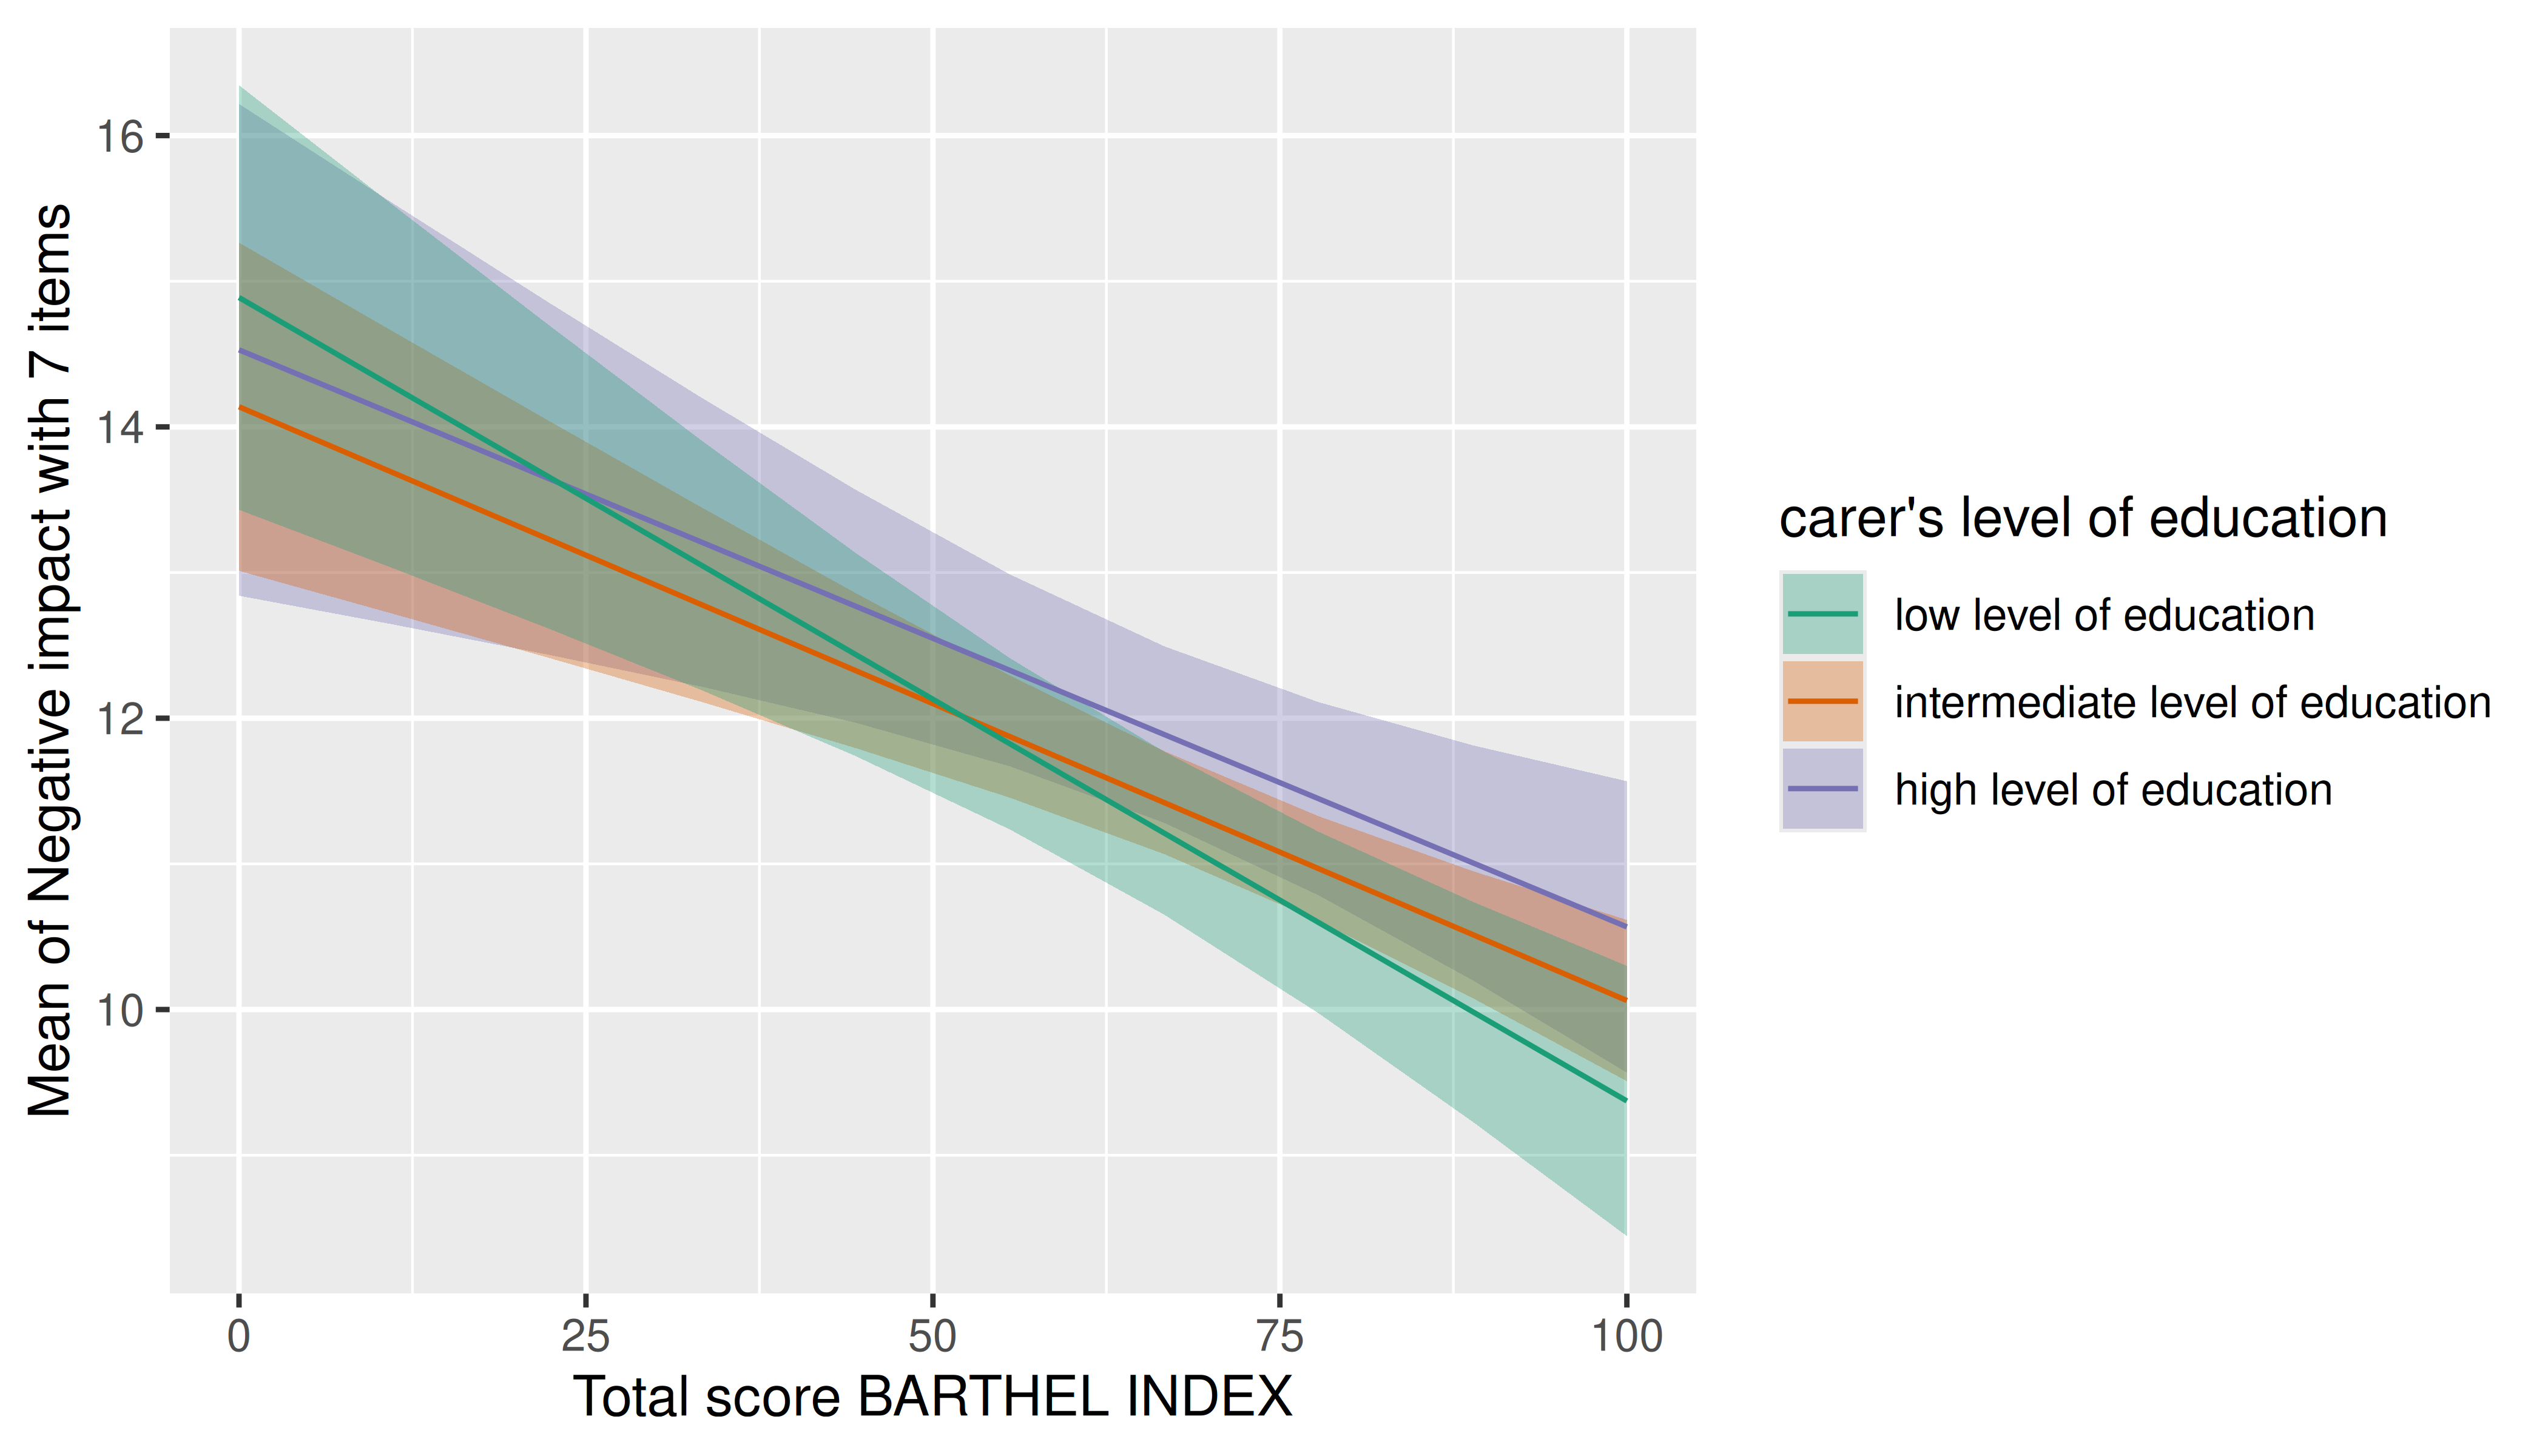 Mean of Negative impact with 7 items
16
14
12
10
0 25 50 75 100
Total score BARTHEL INDEX
carer's level of education
low level of education
intermediate level of education
high level of education